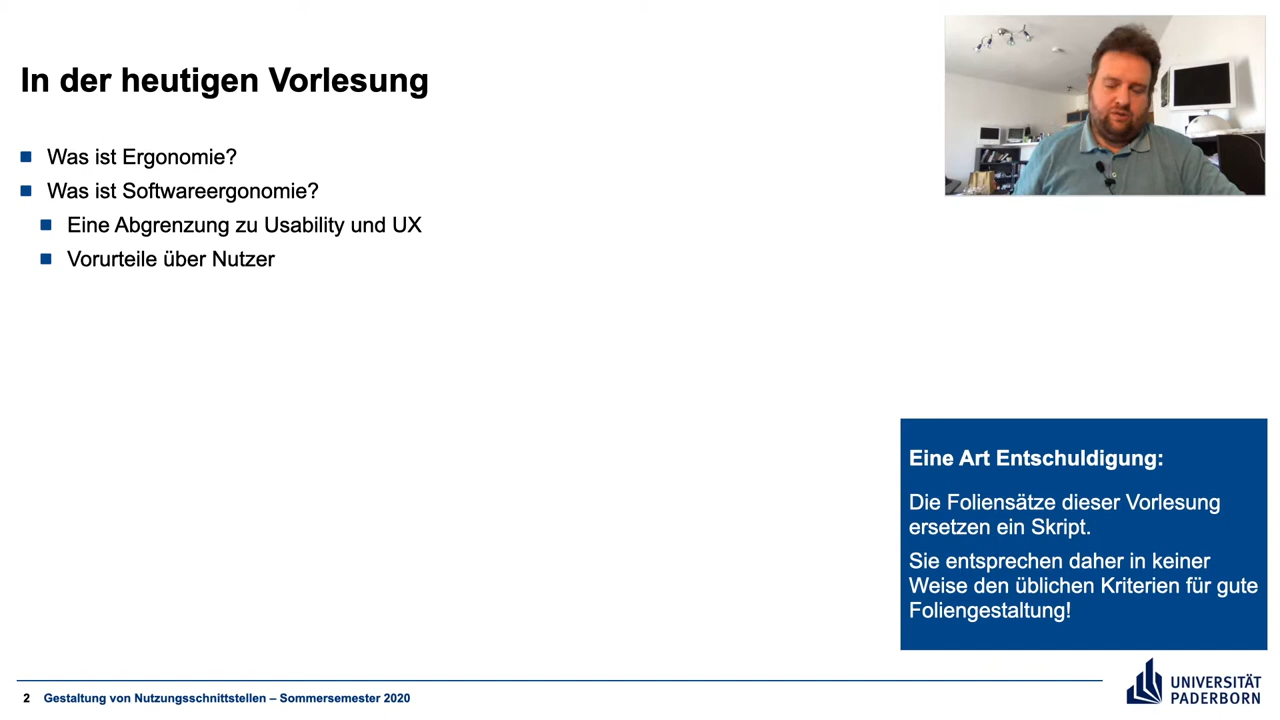 In der heutigen Vorlesung
Was ist Ergonomie?
Was ist Softwareergonomie?
Eine Abgrenzung zu Usability und UX
Vorurteile über Nutzer
Eine Art Entschuldigung:
Die Foliensätze dieser Vorlesung
ersetzen ein Skript.
Sie entsprechen daher in keiner
Weise den üblichen Kriterien für gute
Foliengestaltung!
2 Gestaltung von Nutzungsschnittstellen – Sommersemester 2020
UNIVERSITÄT
PADERBORN